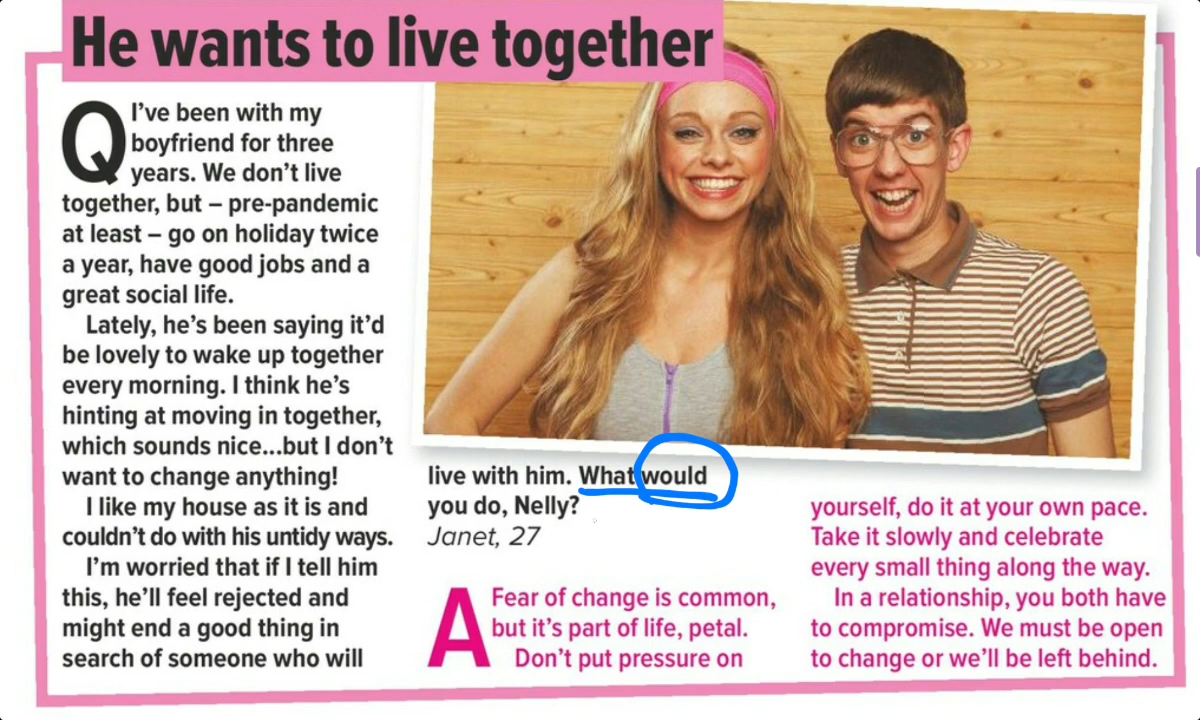 He wants to live together
Q I've been with my
boyfriend for three
years. We don't live
together, but – pre-pandemic
at least – go on holiday twice
a year, have good jobs and a
great social life.
Lately, he's been saying it'd
be lovely to wake up together
every morning. I think he's
hinting at moving in together,
which sounds nice...but I don't
want to change anything!
I like my house as it is and
couldn't do with his untidy ways.
I'm worried that if I tell him
this, he'll feel rejected and
might end a good thing in
search of someone who will
live with him. What would
you do, Nelly?
Janet, 27
A Fear of change is common,
but it's part of life, petal.
Don't put pressure on
yourself, do it at your own pace.
Take it slowly and celebrate
every small thing along the way.
In a relationship, you both have
to compromise. We must be open
to change or we'll be left behind.